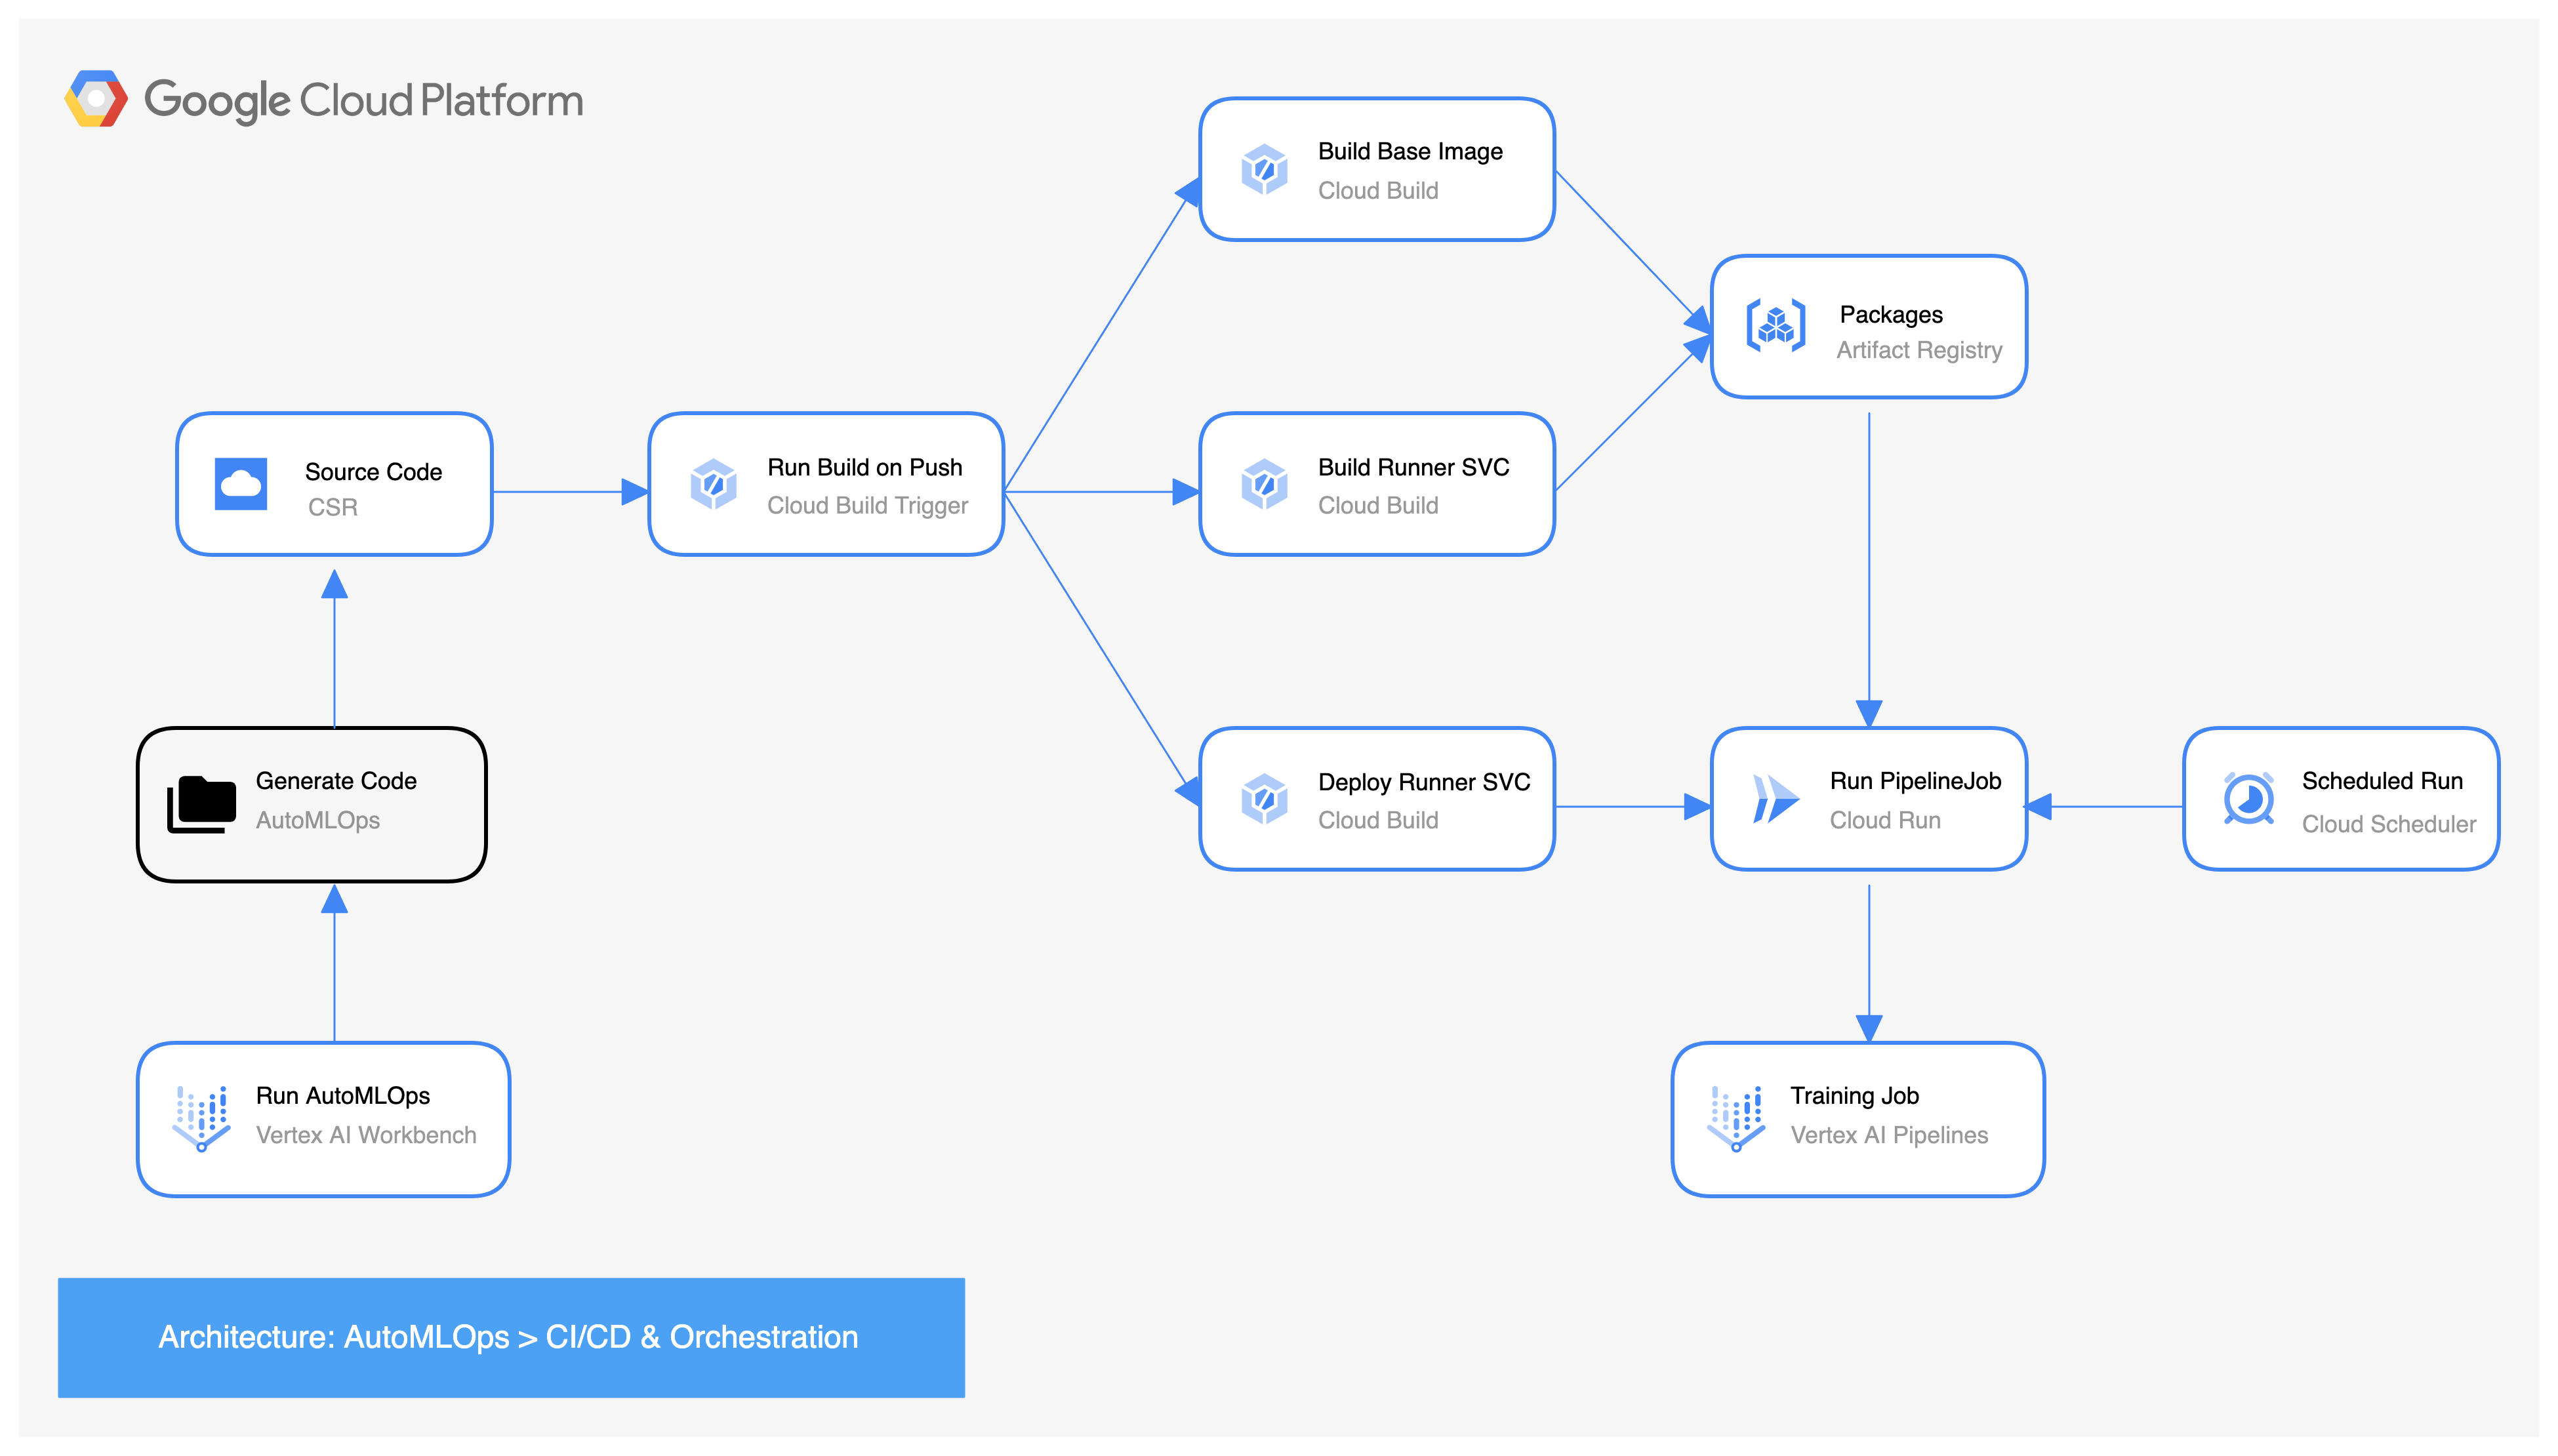 Google Cloud Platform
Build Base Image
Cloud Build
Packages
Artifact Registry
Source Code
CSR
Run Build on Push
Cloud Build Trigger
Build Runner SVC
Cloud Build
Generate Code
AutoMLOps
Deploy Runner SVC
Cloud Build
Run PipelineJob
Cloud Run
Scheduled Run
Cloud Scheduler
Run AutoMLOps
Vertex AI Workbench
Training Job
Vertex AI Pipelines
Architecture: AutoMLOps > CI/CD & Orchestration